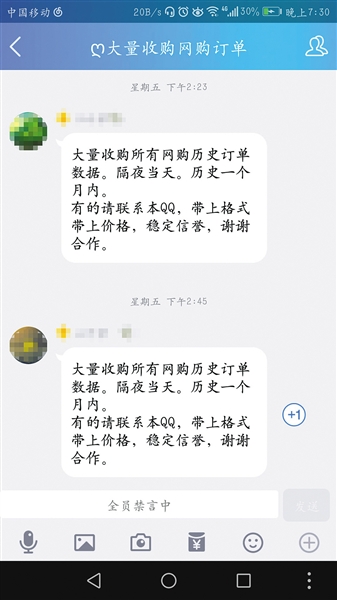 中国移动 20B/s 4G 30% 晚上7:30
ღ大量收购网购订单
星期五 下午2:23
大量收购所有网购历史订单
数据。隔夜当天。历史一个
月内。
有的请联系本QQ，带上格式
带上价格，稳定信誉，谢谢
合作。
星期五 下午2:45
大量收购所有网购历史订单
数据。隔夜当天。历史一个
月内。
有的请联系本QQ，带上格式
带上价格，稳定信誉，谢谢
合作。
+1
全员禁言中
发送